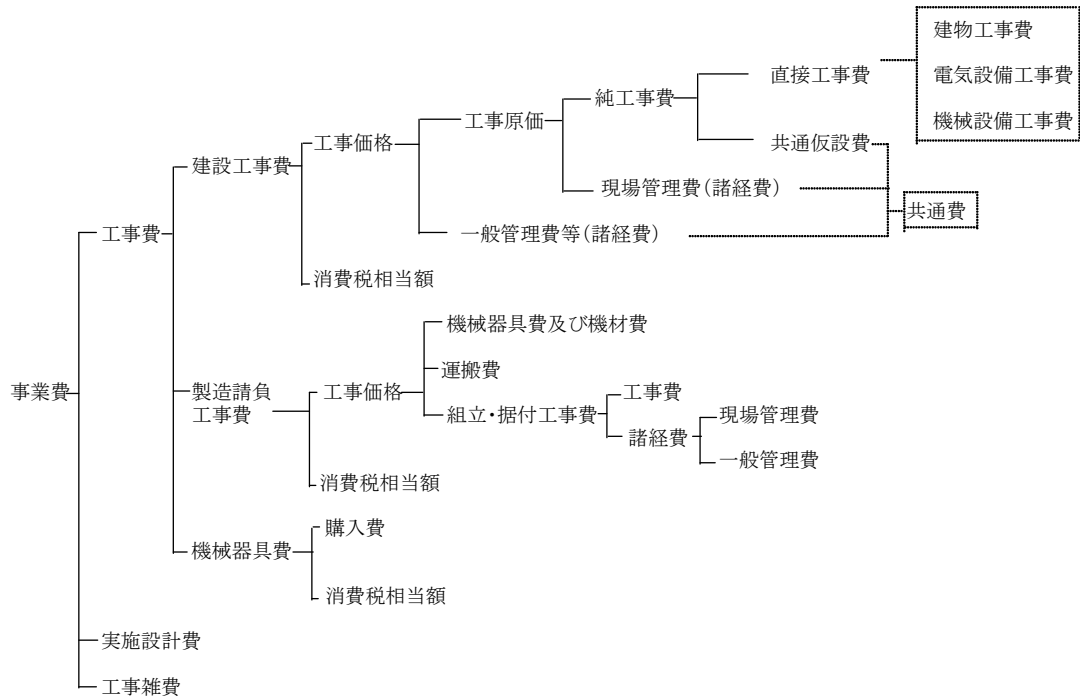 建物工事費
直接工事費
電気設備工事費
純工事費
工事原価
機械設備工事費
工事価格
共通仮設費
建設工事費
現場管理費（諸経費）
共通費
工事費
一般管理費等（諸経費）
消費税相当額
機械器具費及び機材費
運搬費
事業費
製造請負
工事費
工事価格
工事費
組立・据付工事費
現場管理費
諸経費
一般管理費
消費税相当額
購入費
機械器具費
消費税相当額
実施設計費
工事雑費